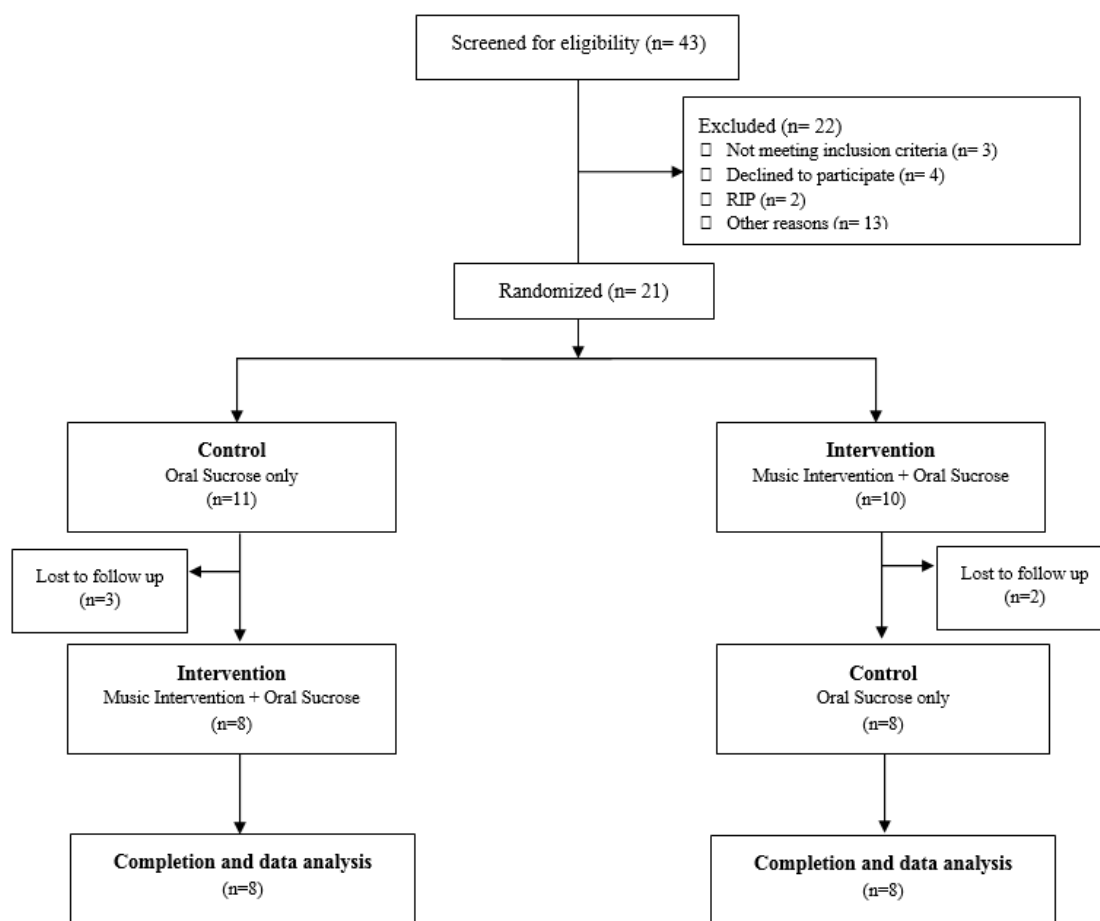 Screened for eligibility (n= 43)
Excluded (n= 22)
Not meeting inclusion criteria (n= 3)
Declined to participate (n= 4)
RIP (n= 2)
Other reasons (n= 13)
Randomized (n= 21)
Control
Oral Sucrose only
(n=11)
Intervention
Music Intervention + Oral Sucrose
(n=10)
Lost to follow up
(n=3)
Lost to follow up
(n=2)
Intervention
Music Intervention + Oral Sucrose
(n=8)
Control
Oral Sucrose only
(n=8)
Completion and data analysis
(n=8)
Completion and data analysis
(n=8)